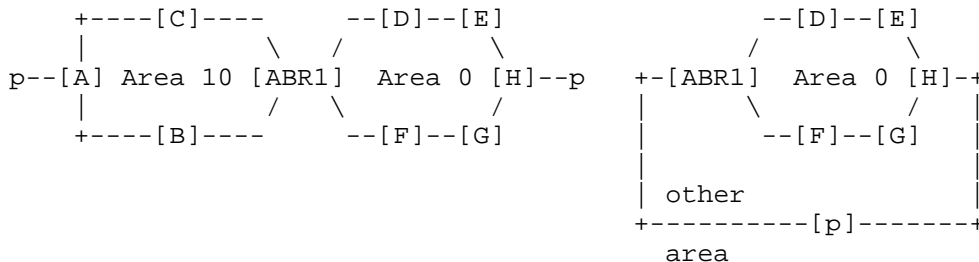 +----[C]----     --[D]--[E]                --[D]--[E]
    |           \   /          \              /          \
p--[A] Area 10 [ABR1]  Area 0 [H]--p   +-[ABR1]  Area 0 [H]-+
    |           /   \          /       |      \          /  |
    +----[B]----     --[F]--[G]        |       --[F]--[G]   |
                                       |                    |
                                       | other              |
                                       +----------[p]-------+
                                         area